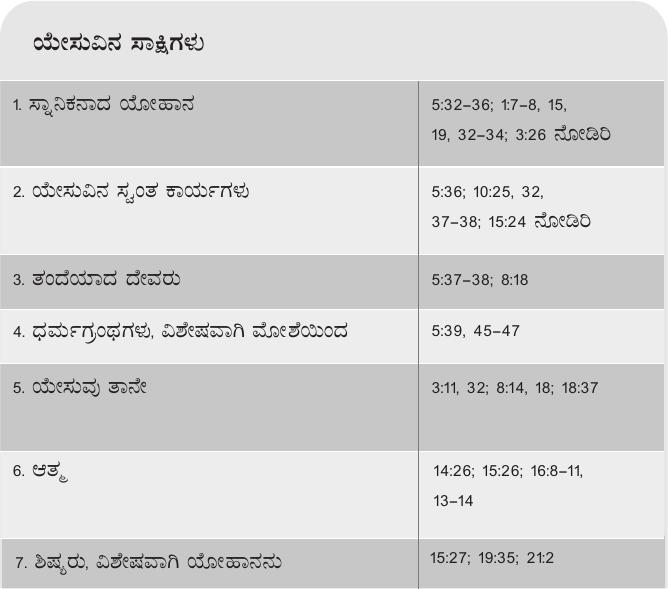 ಯೇಸುವಿನ ಸಾಕ್ಷಿಗಳು
1. ಸ್ನಾನಿಕನಾದ ಯೋಹಾನ
5:32–36; 1:7–8, 15,
19, 32–34; 3:26 ನೋಡಿರಿ
2. ಯೇಸುವಿನ ಸ್ವಂತ ಕಾರ್ಯಗಳು
5:36; 10:25, 32,
37–38; 15:24 ನೋಡಿರಿ
3. ತಂದೆಯಾದ ದೇವರು
5:37–38; 8:18
4. ಧರ್ಮಗ್ರಂಥಗಳು, ವಿಶೇಷವಾಗಿ ಮೋಶೆಯಿಂದ
5:39, 45–47
5. ಯೇಸುವು ತಾನೇ
3:11, 32; 8:14, 18; 18:37
6. ಆತ್ಮ
14:26; 15:26; 16:8–11,
13–14
7. ಶಿಷ್ಯರು, ವಿಶೇಷವಾಗಿ ಯೋಹಾನನು
15:27; 19:35; 21:2